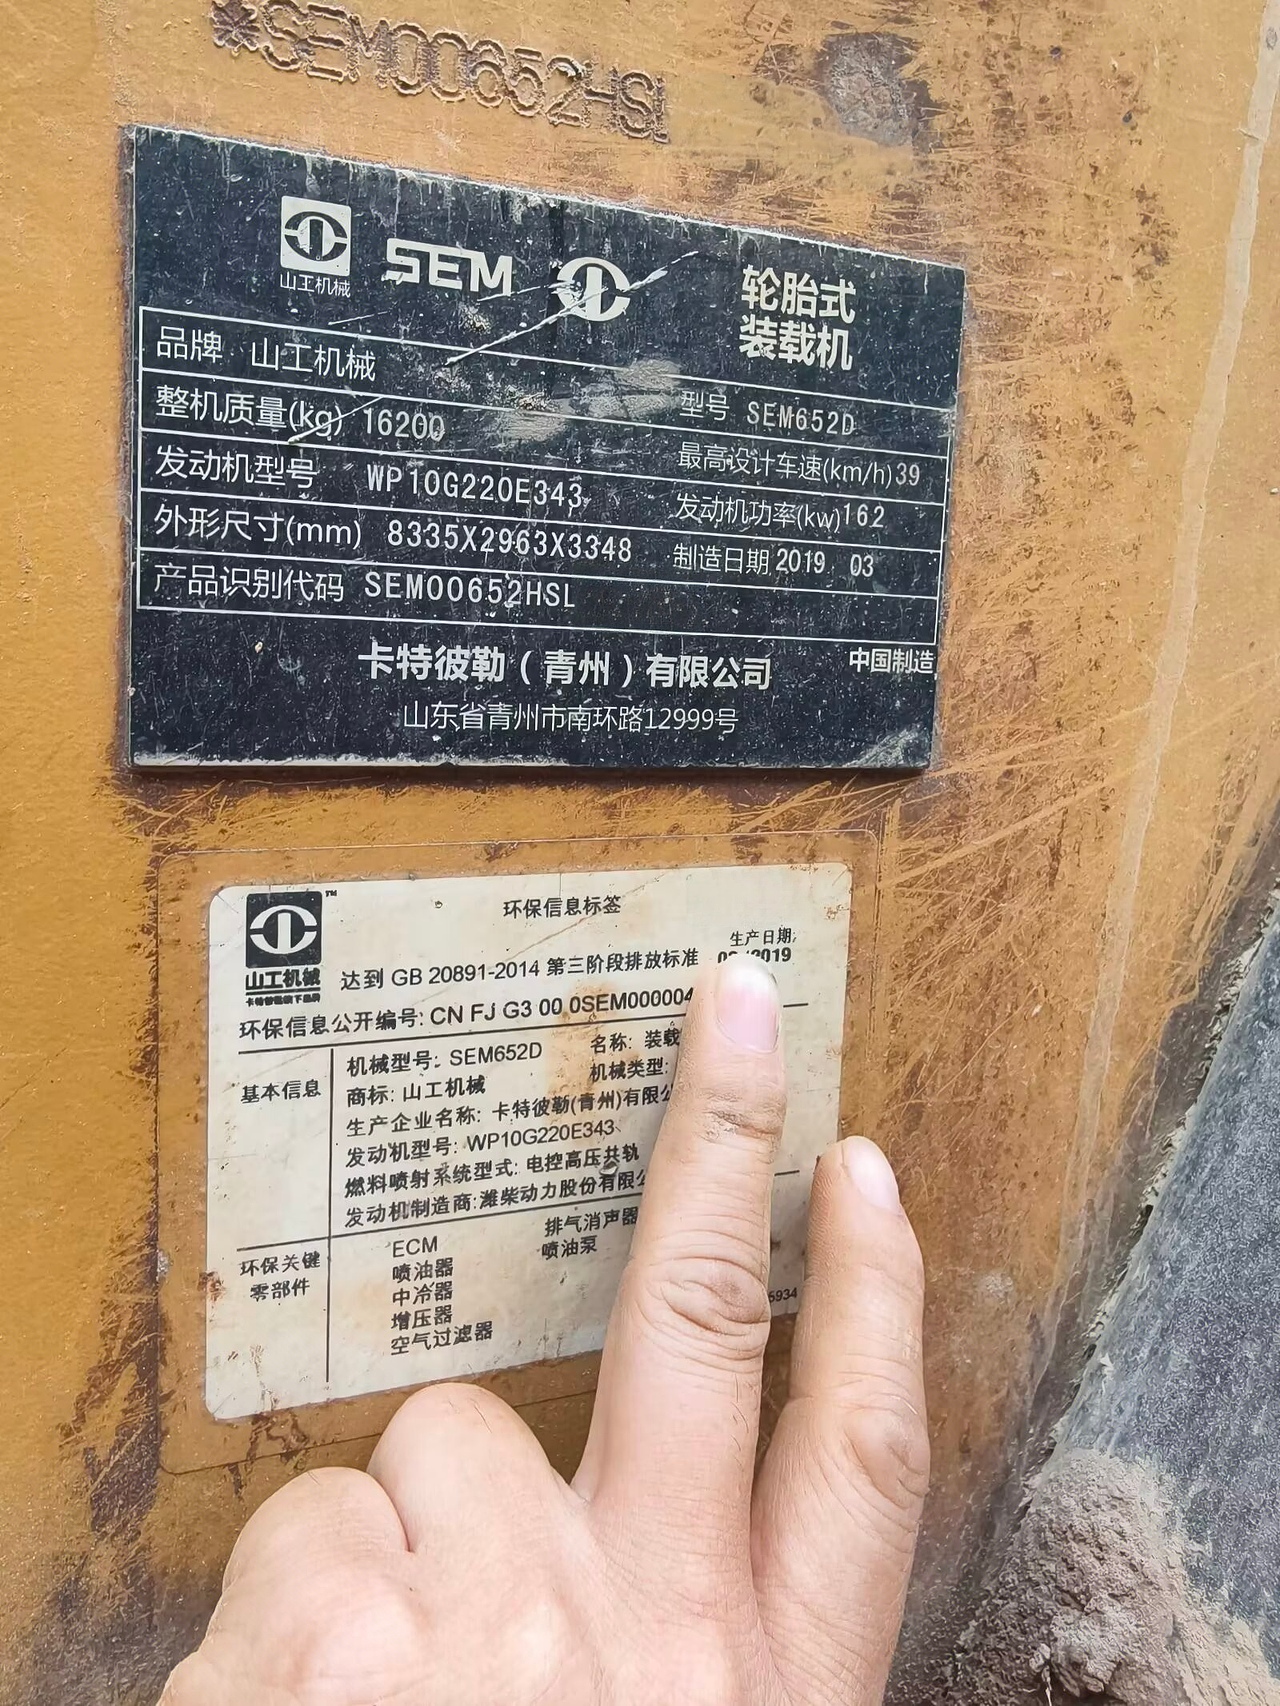 *SEM00652HSL
山工机械 SEM
轮胎式
装载机
品牌 山工机械 型号 SEM652D
整机质量(kg) 16200 最高设计车速(km/h) 39
发动机型号 WP10G220E343 发动机功率(kw) 162
外形尺寸(mm) 8335X2963X3348 制造日期 2019 03
产品识别代码 SEM00652HSL
卡特彼勒(青州)有限公司 中国制造
山东省青州市南环路12999号
山工机械 TM
卡特彼勒旗下品牌
环保信息标签
生产日期:
达到 GB 20891-2014 第三阶段排放标准 2019
环保信息公开编号: CN FJ G3 00 0SEM000004
基本信息
机械型号: SEM652D 名称: 装载
商标: 山工机械 机械类型:
生产企业名称: 卡特彼勒(青州)有限公
发动机型号: WP10G220E343
燃料喷射系统型式: 电控高压共轨
发动机制造商: 潍柴动力股份有限公
环保关键
零部件
ECM 排气消声器
喷油器 喷油泵
中冷器
增压器
空气过滤器
5934